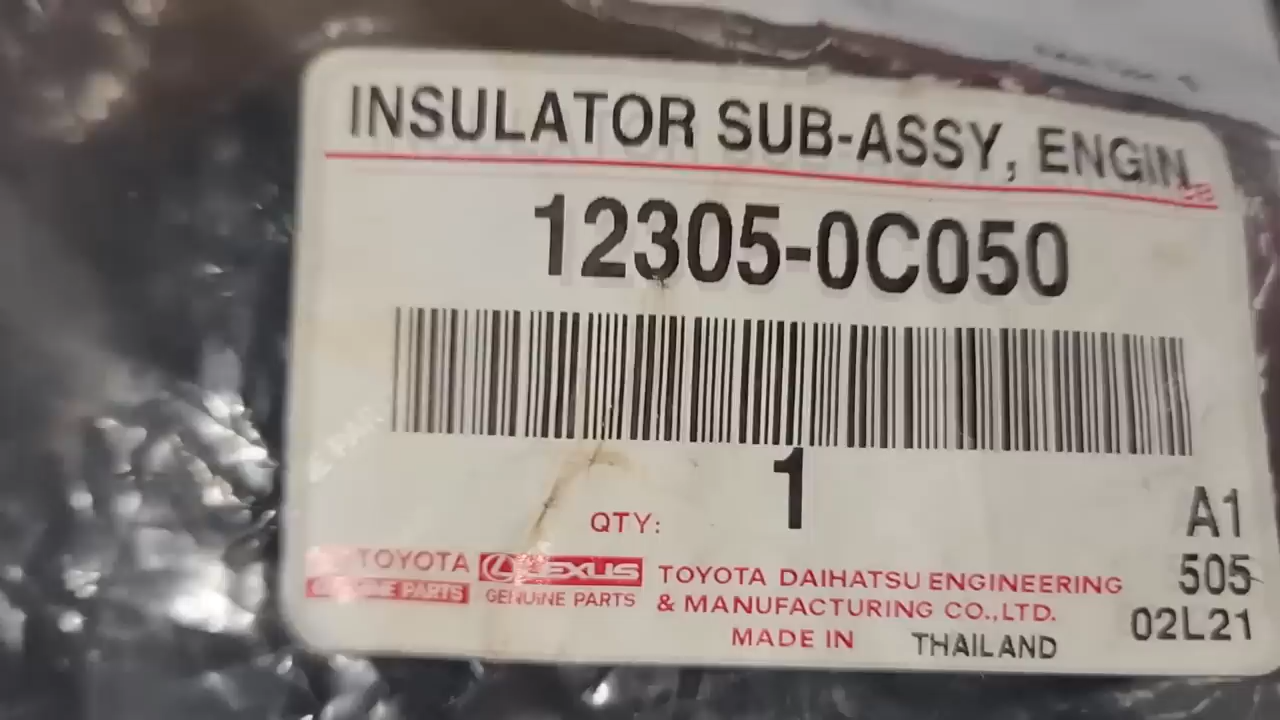 INSULATOR SUB-ASSY, ENGIN
12305-0C050
1
QTY:
A1
505
02L21
TOYOTA
GENUINE PARTS
LEXUS
GENUINE PARTS
TOYOTA DAIHATSU ENGINEERING
& MANUFACTURING CO.,LTD.
MADE IN THAILAND